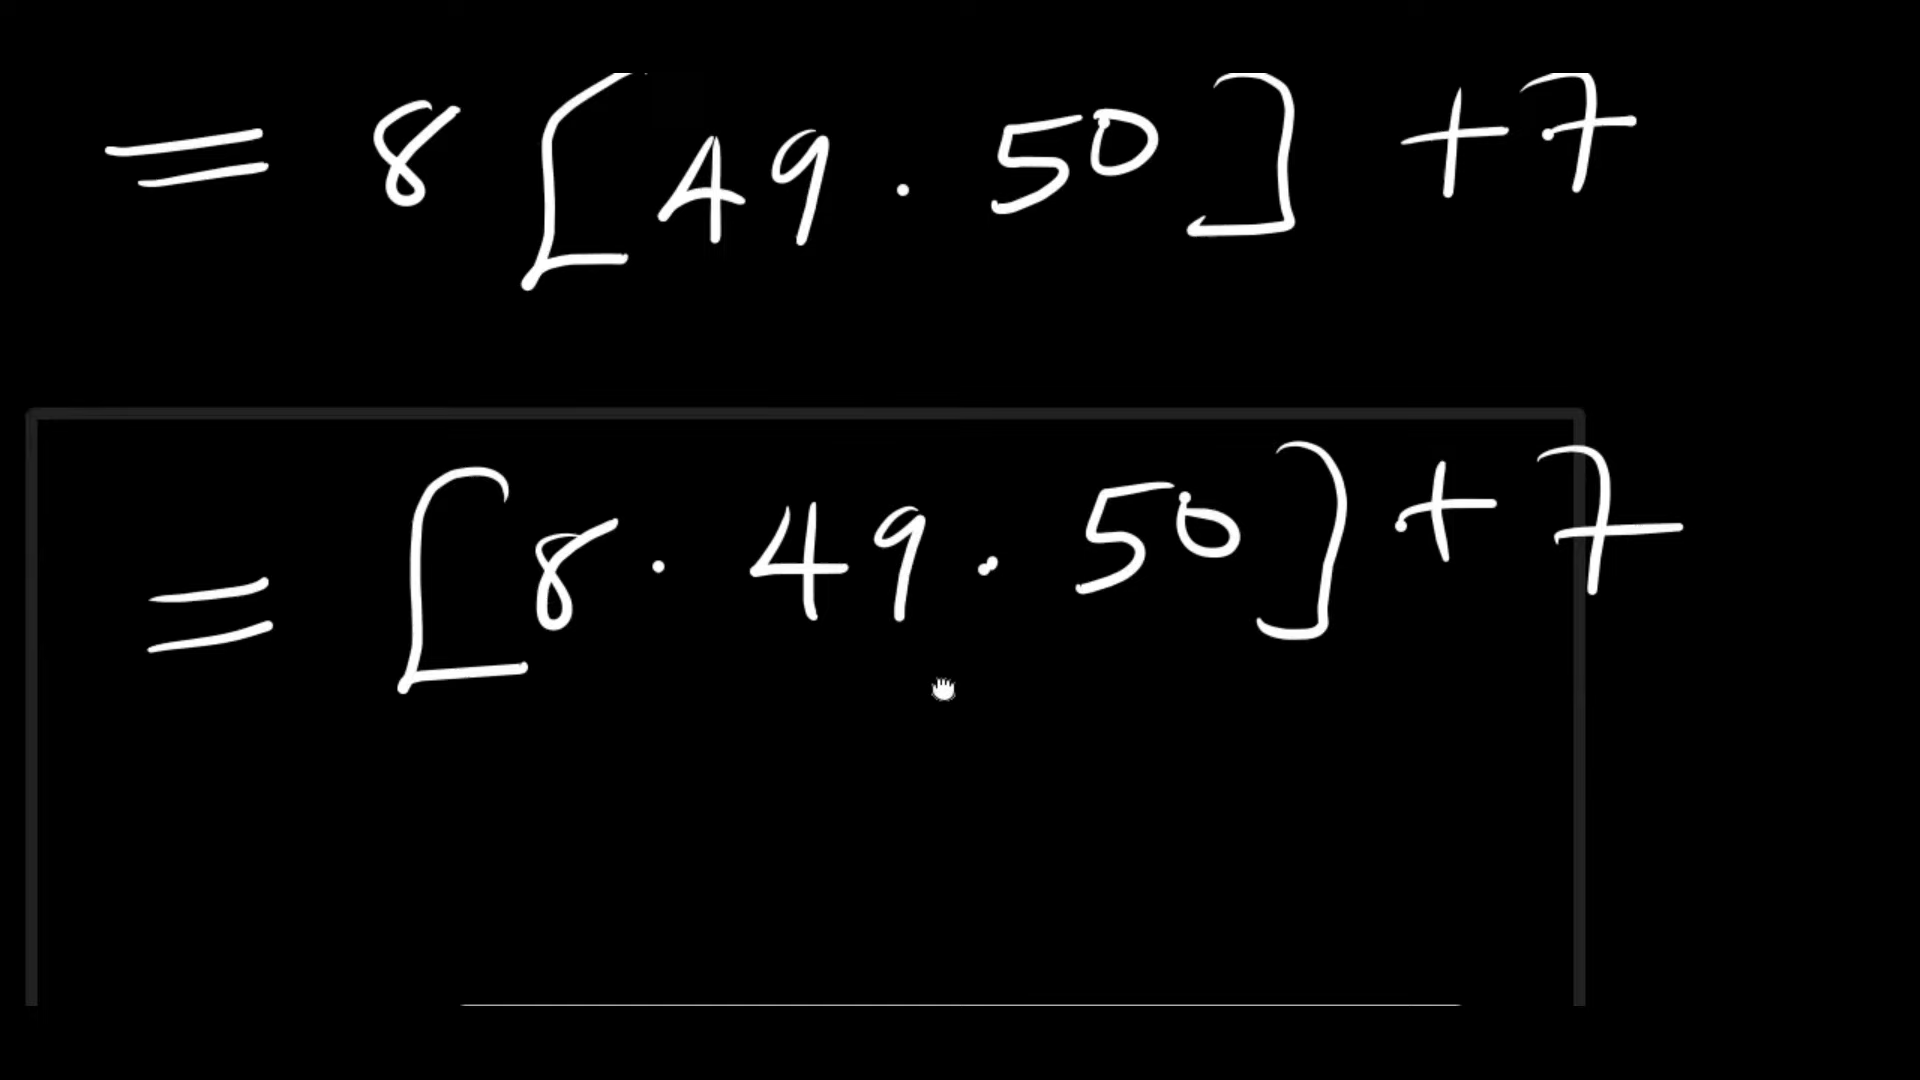 = 8 [49 . 50] + 7
= [8 . 49 . 50] + 7